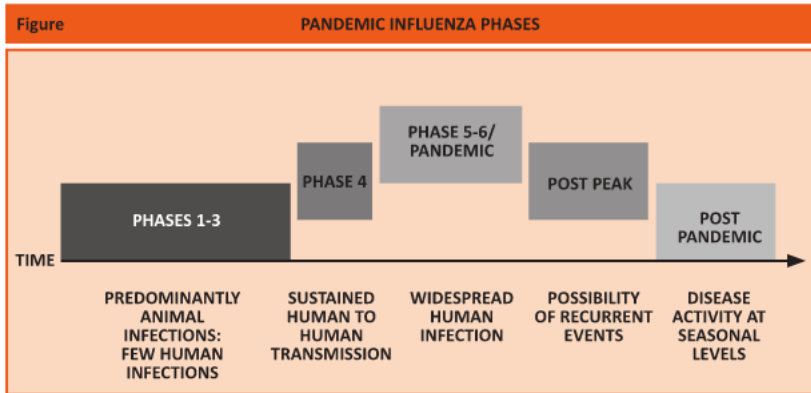 Figure
PANDEMIC INFLUENZA PHASES
PHASES 1-3
PHASE 4
PHASE 5-6/
PANDEMIC
POST PEAK
POST
PANDEMIC
TIME
PREDOMINANTLY
ANIMAL
INFECTIONS:
FEW HUMAN
INFECTIONS
SUSTAINED
HUMAN TO
HUMAN
TRANSMISSION
WIDESPREAD
HUMAN
INFECTION
POSSIBILITY
OF RECURRENT
EVENTS
DISEASE
ACTIVITY AT
SEASONAL
LEVELS